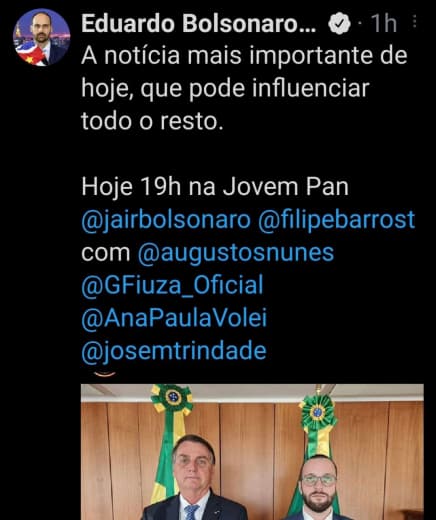 Eduardo Bolsonaro... · 1h
A notícia mais importante de
hoje, que pode influenciar
todo o resto.
Hoje 19h na Jovem Pan
@jairbolsonaro @filipebarrost
com @augustosnunes
@GFiuza_Oficial
@AnaPaulaVolei
@josemtrindade